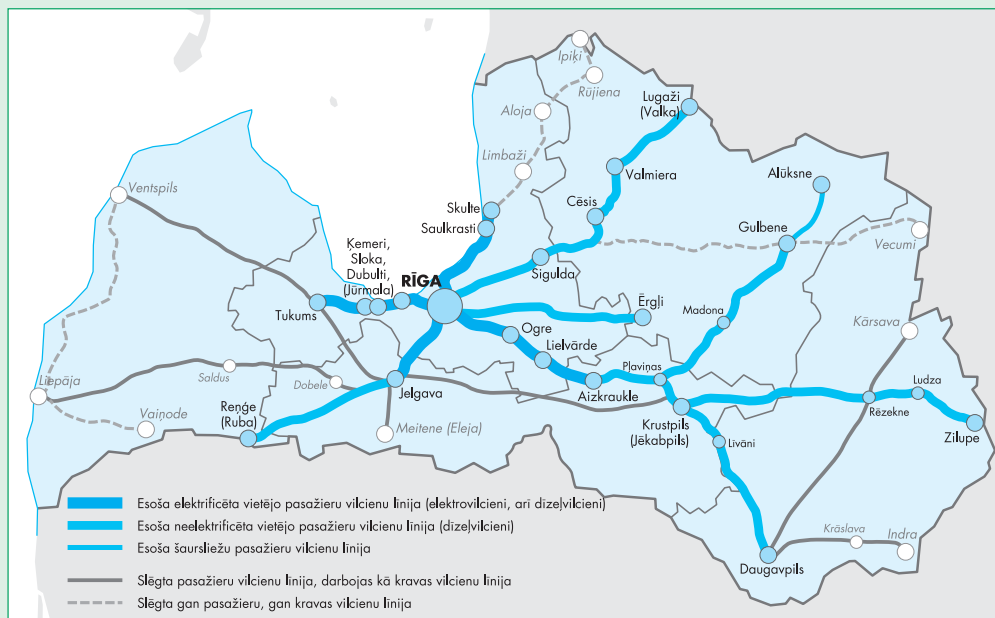 Ipiķi
Rūjiena
Aloja
Lugaži
(Valka)
Limbaži
Valmiera
Alūksne
Ventspils
Skulte
Cēsis
Saulkrasti
Gulbene
Vecumi
Ķemeri,
Sloka,
Dubulti,
(Jūrmala)
RĪGA
Sigulda
Tukums
Ērgļi
Madona
Kārsava
Ogre
Lielvārde
Liepāja
Saldus
Dobele
Jelgava
Aizkraukle
Plaviņas
Ludza
Rēzekne
Zilupe
Reņģe
(Ruba)
Vaiņode
Meitene (Eleja)
Krustpils
(Jēkabpils)
Līvāni
Esoša elektrificēta vietējo pasažieru vilcienu līnija (elektrovilcieni, arī dīzeļvilcieni)
Esoša neelektrificēta vietējo pasažieru vilcienu līnija (dīzeļvilcieni)
Esoša šaursliežu pasažieru vilcienu līnija
Krāslava
Indra
Daugavpils
Slēgta pasažieru vilcienu līnija, darbojas kā kravas vilcienu līnija
Slēgta gan pasažieru, gan kravas vilcienu līnija